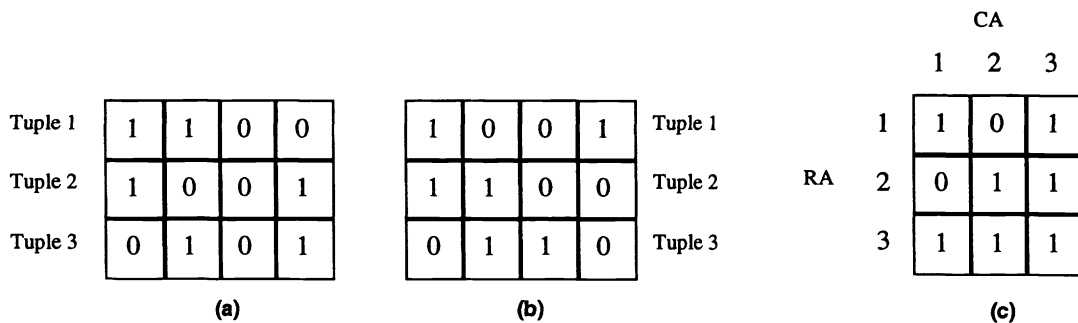 CA
1 2 3
Tuple 1 1 1 0 0
1 0 0 1 Tuple 1
1 1 0 1
Tuple 2 1 0 0 1
1 1 0 0 Tuple 2
RA 2 0 1 1
Tuple 3 0 1 0 1
0 1 1 0 Tuple 3
3 1 1 1
(a)
(b)
(c)